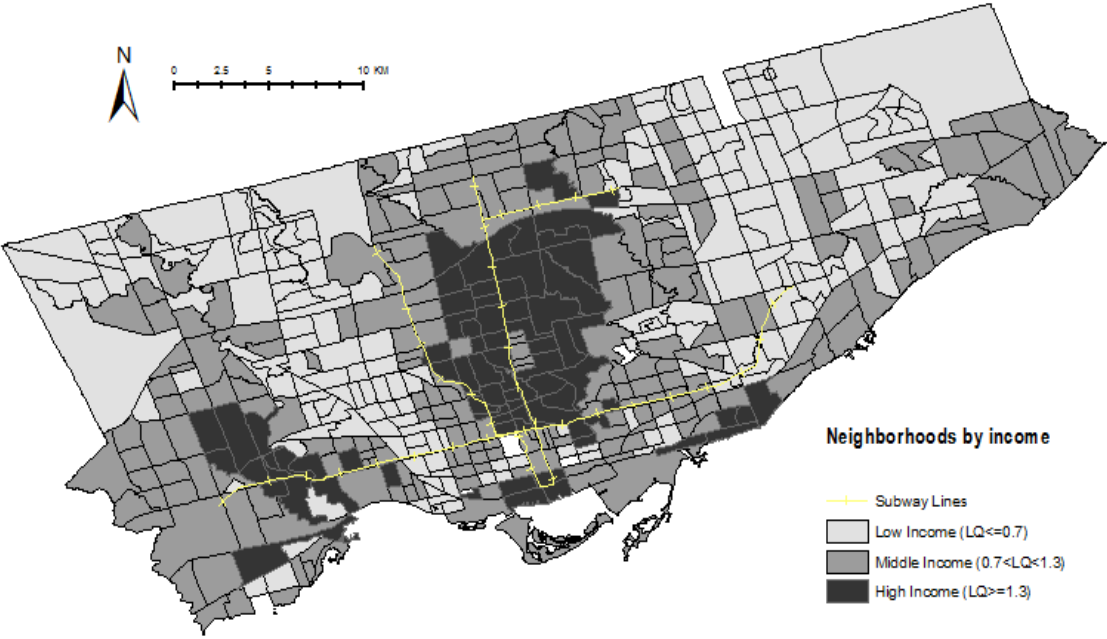 N
0 2.5 5 10 KM
Neighborhoods by income
Subway Lines
Low Income (LQ<=0.7)
Middle Income (0.7<LQ<1.3)
High Income (LQ>=1.3)